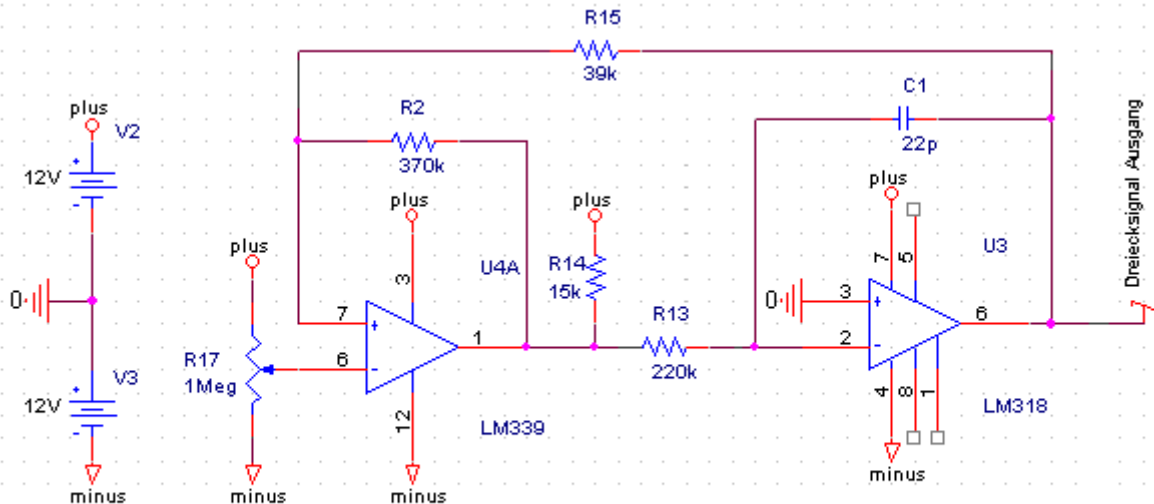 R15
39k
C1
22p
R2
370k
plus
V2
12V
plus
plus
plus
plus
7
5
U3
Dreiecksignal Ausgang
3
U4A
R14
15k
0
0
3
6
7
1
R13
220k
2
R17
1Meg
6
V3
12V
12
4
8
1
LM339
LM318
minus
minus
minus
minus
+
-
+
-
+
-
+
-